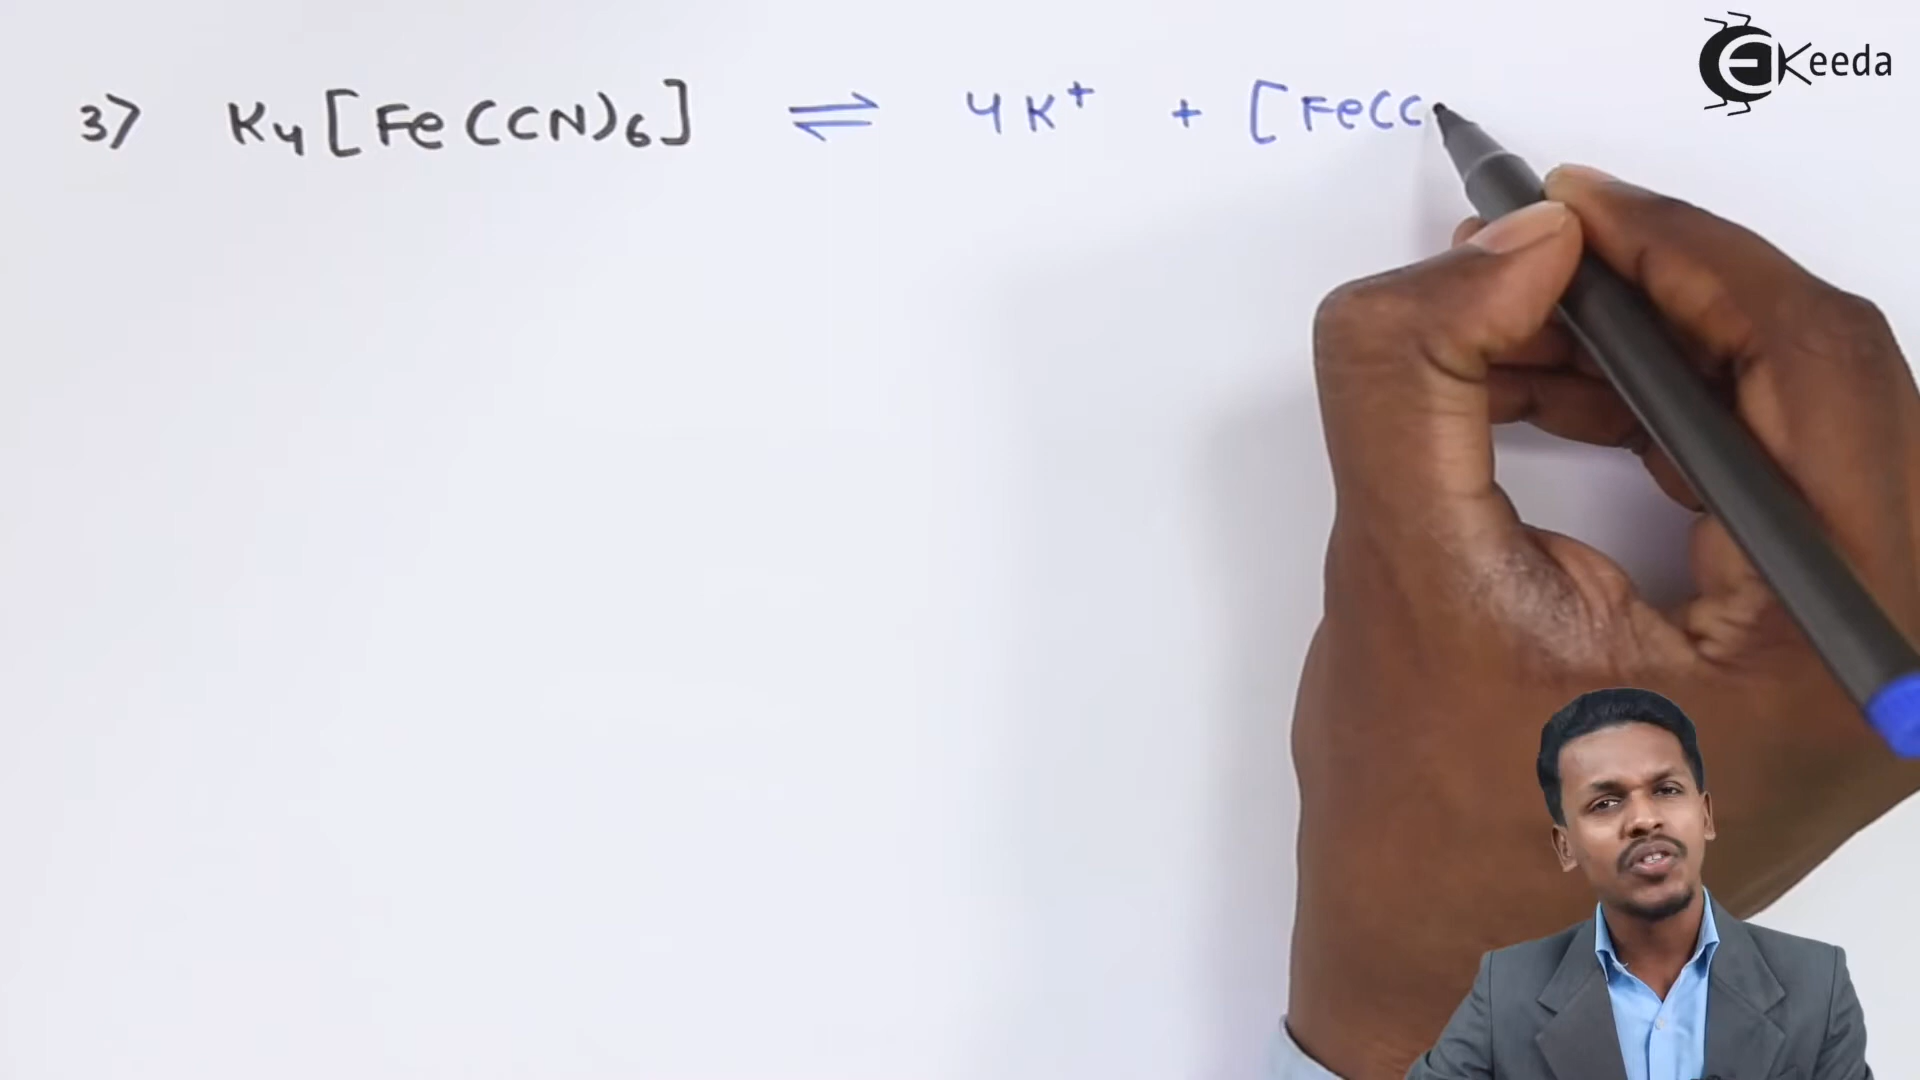 EKeeda
3) K4[Fe(CN)6] ⇌ 4K+ + [Fe(C